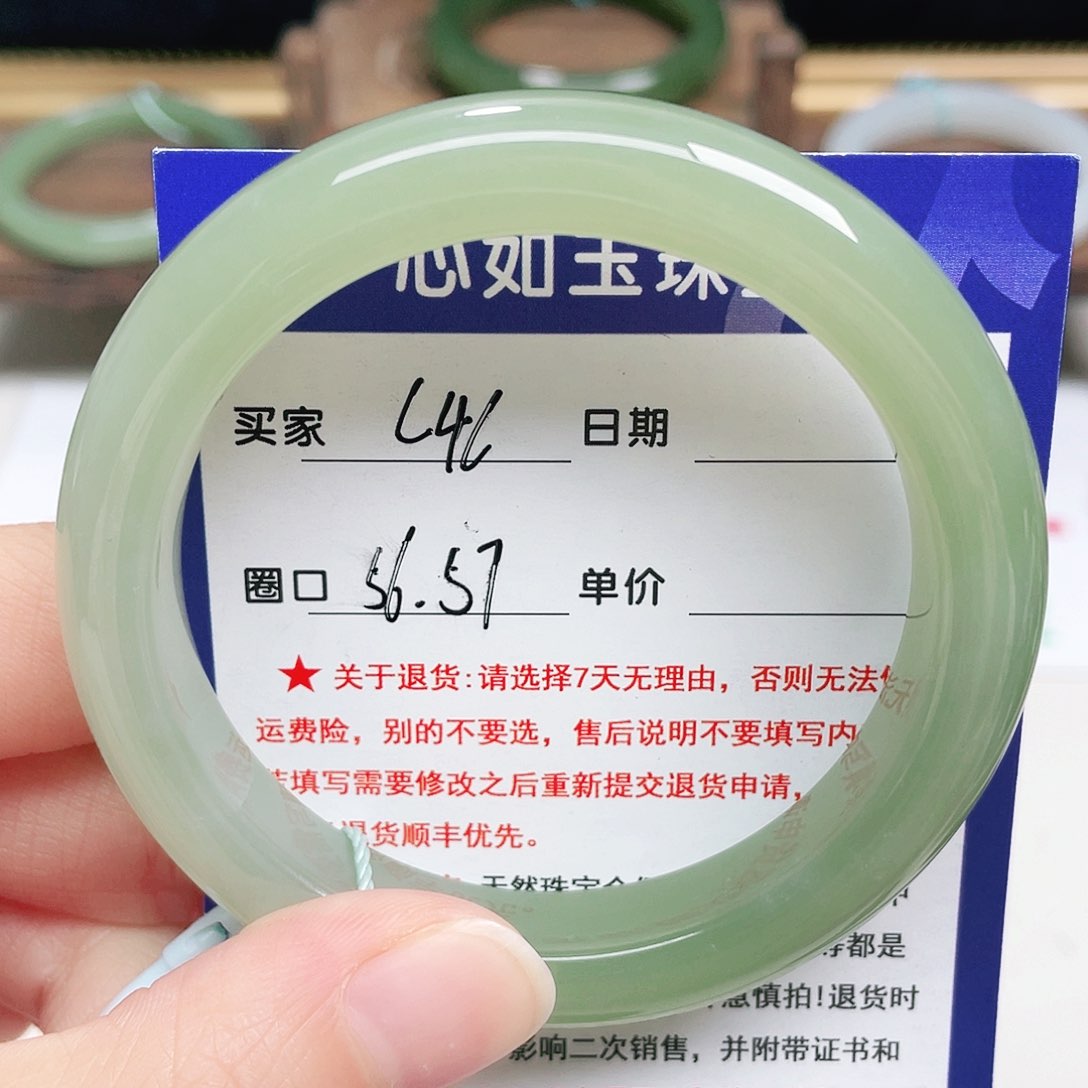 心如玉珠
买家 L46 日期
圈口 56.57 单价
★ 关于退货:请选择7天无理由，否则无法
运费险，别的不要选，售后说明不要填写内
填写需要修改之后重新提交退货申请，
退货顺丰优先。
天然珠宝
都是
慎拍!退货时
影响二次销售，并附带证书和